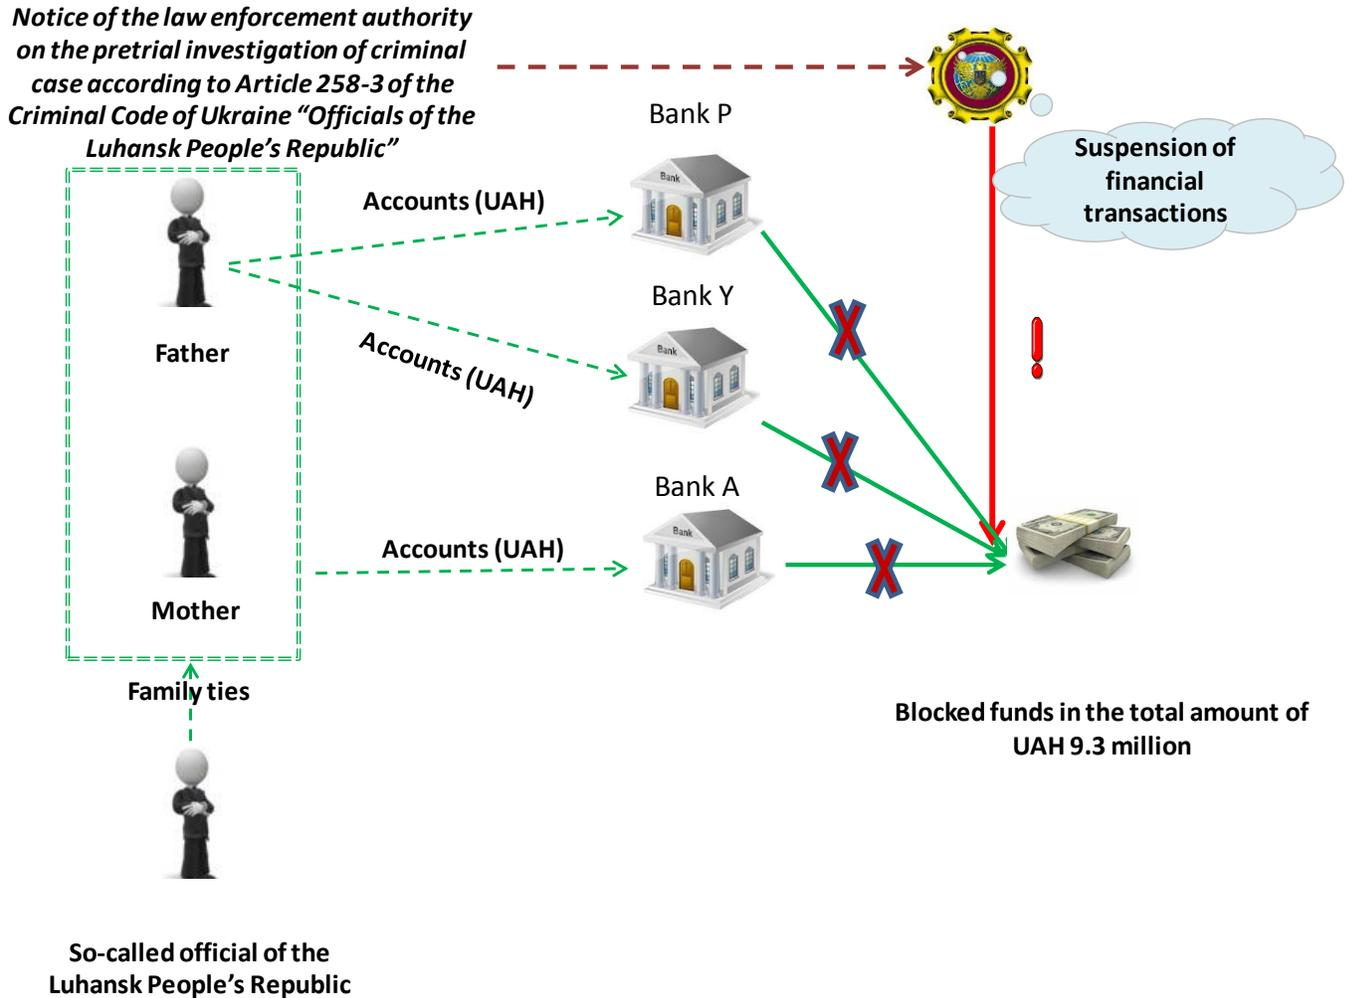 Notice of the law enforcement authority
on the pretrial investigation of criminal
case according to Article 258-3 of the
Criminal Code of Ukraine “Officials of the
Luhansk People’s Republic”
Bank P
Suspension of
financial
transactions
Accounts (UAH)
Bank
Bank Y
Father
Accounts (UAH)
Bank
Bank A
Accounts (UAH)
Bank
Mother
Family ties
Blocked funds in the total amount of
UAH 9.3 million
So-called official of the
Luhansk People’s Republic